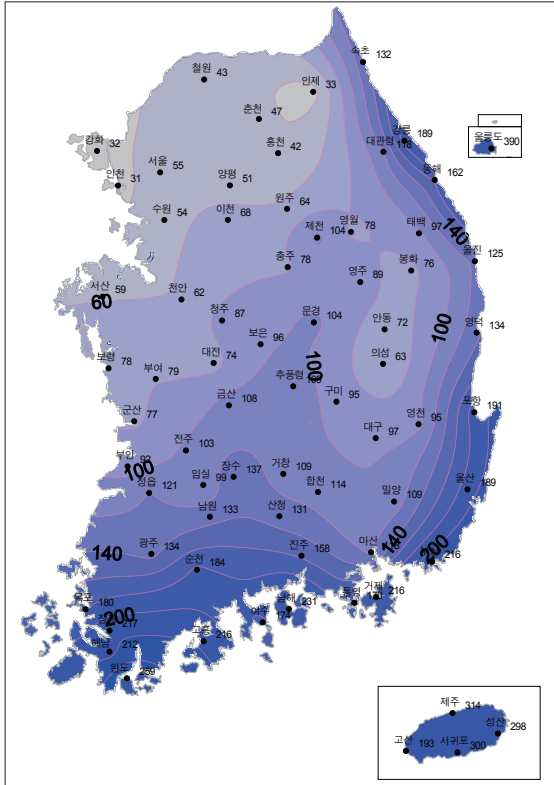 속초 132
철원 43
인제 33
춘천 47
강릉 189
강화 32
홍천 42
대관령
울릉도 390
서울 55
인천 31
양평 51
동해 162
원주 64
수원 54
이천 68
제천 104
영월 78
태백 97
140
울진 125
충주 78
봉화 76
영주 89
서산 59
60
천안 62
청주 87
문경 104
안동 72
100
영덕 134
보은 96
대전 74
의성 63
보령 78
부여 79
추풍령
100
구미 95
금산 108
포항 191
군산 77
영천 95
대구 97
전주 103
100
임실 99
장수 137
거창 109
정읍 121
합천 114
밀양 109
울산 189
남원 133
산청 131
140
광주 134
진주 158
마산
140
200
216
순천 184
거제 216
통영
목포 180
200
217
남해 231
여수 174
고흥 216
해남 212
완도 259
제주 314
성산 298
고산 193
서귀포 300